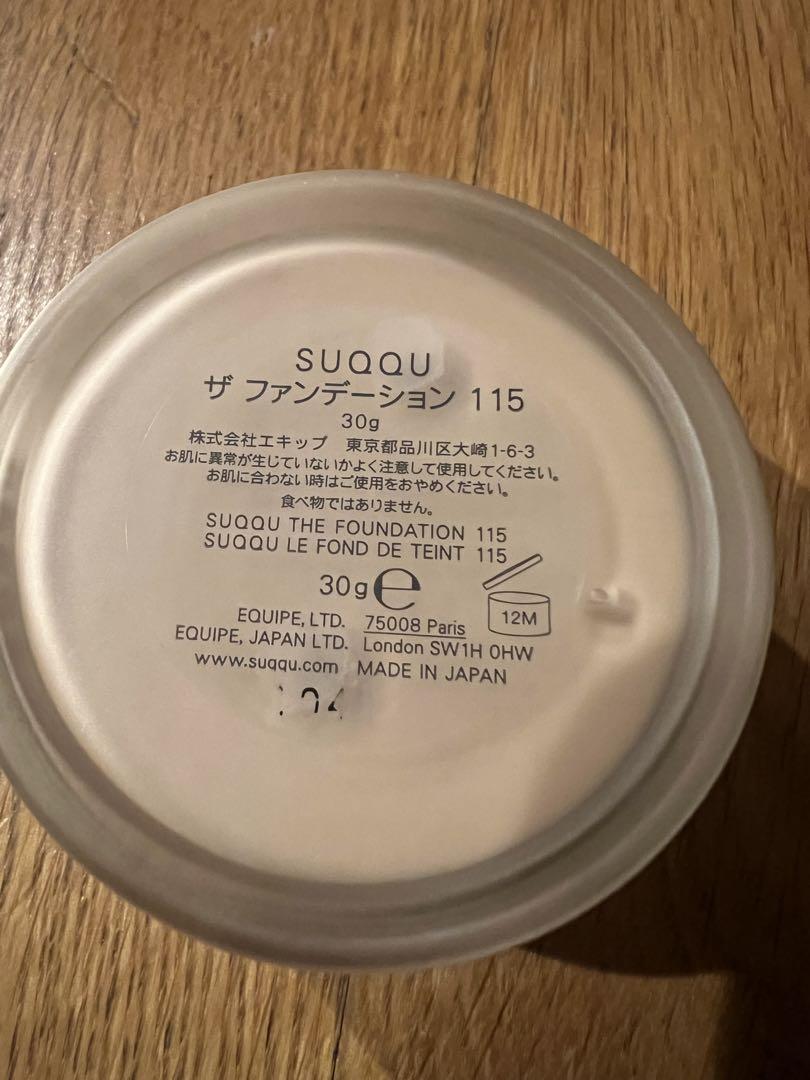 SUQQU
ザ ファンデーション 115
30g
株式会社エキップ 東京都品川区大崎1-6-3
お肌に異常が生じていないかよく注意して使用してください。
お肌に合わない時はご使用をおやめください。
食べ物ではありません。
SUQQU THE FOUNDATION 115
SUQQU LE FOND DE TEINT 115
30g e
12M
EQUIPE, LTD. 75008 Paris
EQUIPE, JAPAN LTD. London SW1H 0HW
www.suqqu.com MADE IN JAPAN